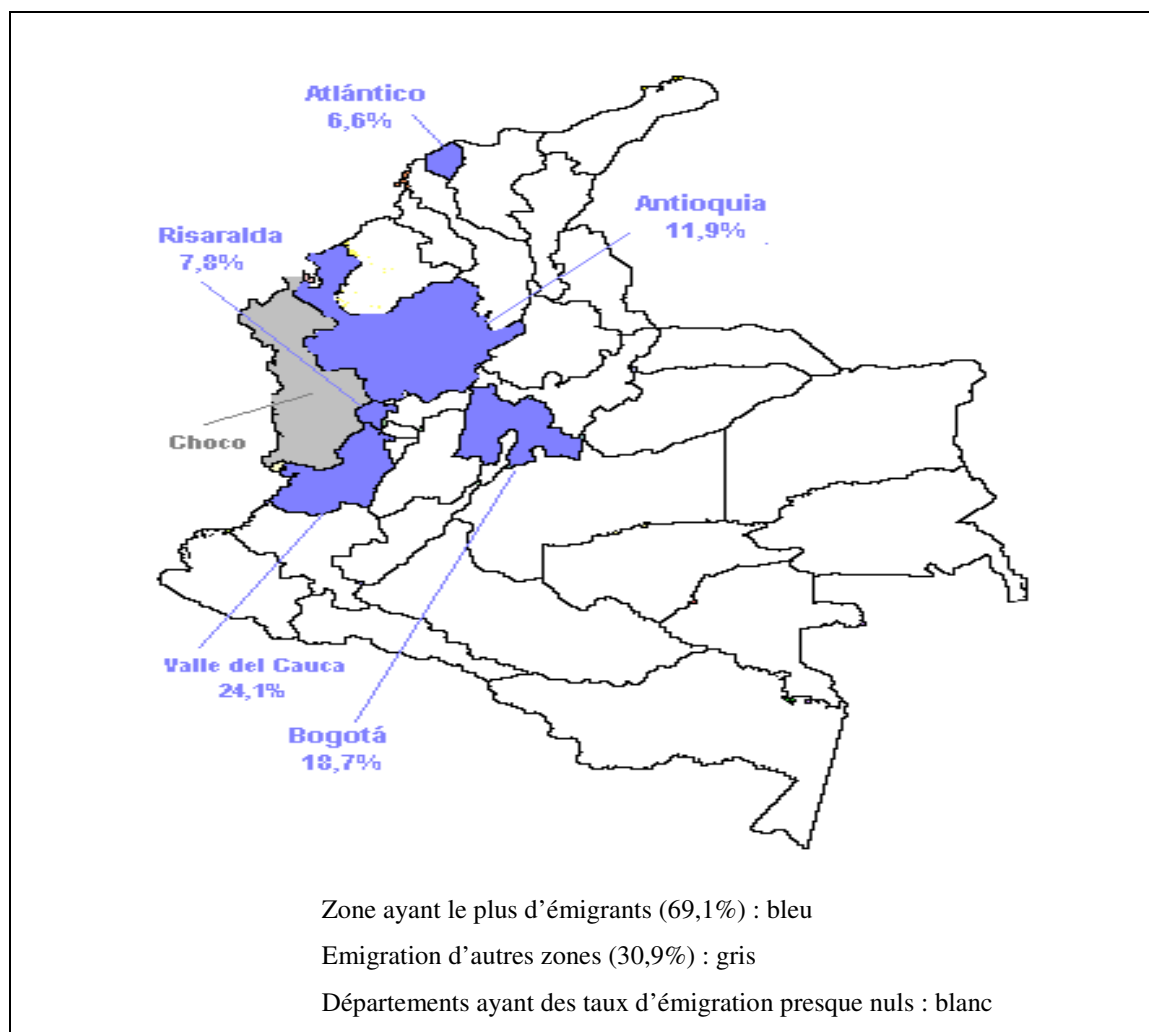 Atlántico
6,6%
Antioquia
11,9%
Risaralda
7,8%
Choco
Valle del Cauca
24,1%
Bogotá
18,7%
Zone ayant le plus d’émigrants (69,1%) : bleu
Emigration d’autres zones (30,9%) : gris
Départements ayant des taux d’émigration presque nuls : blanc